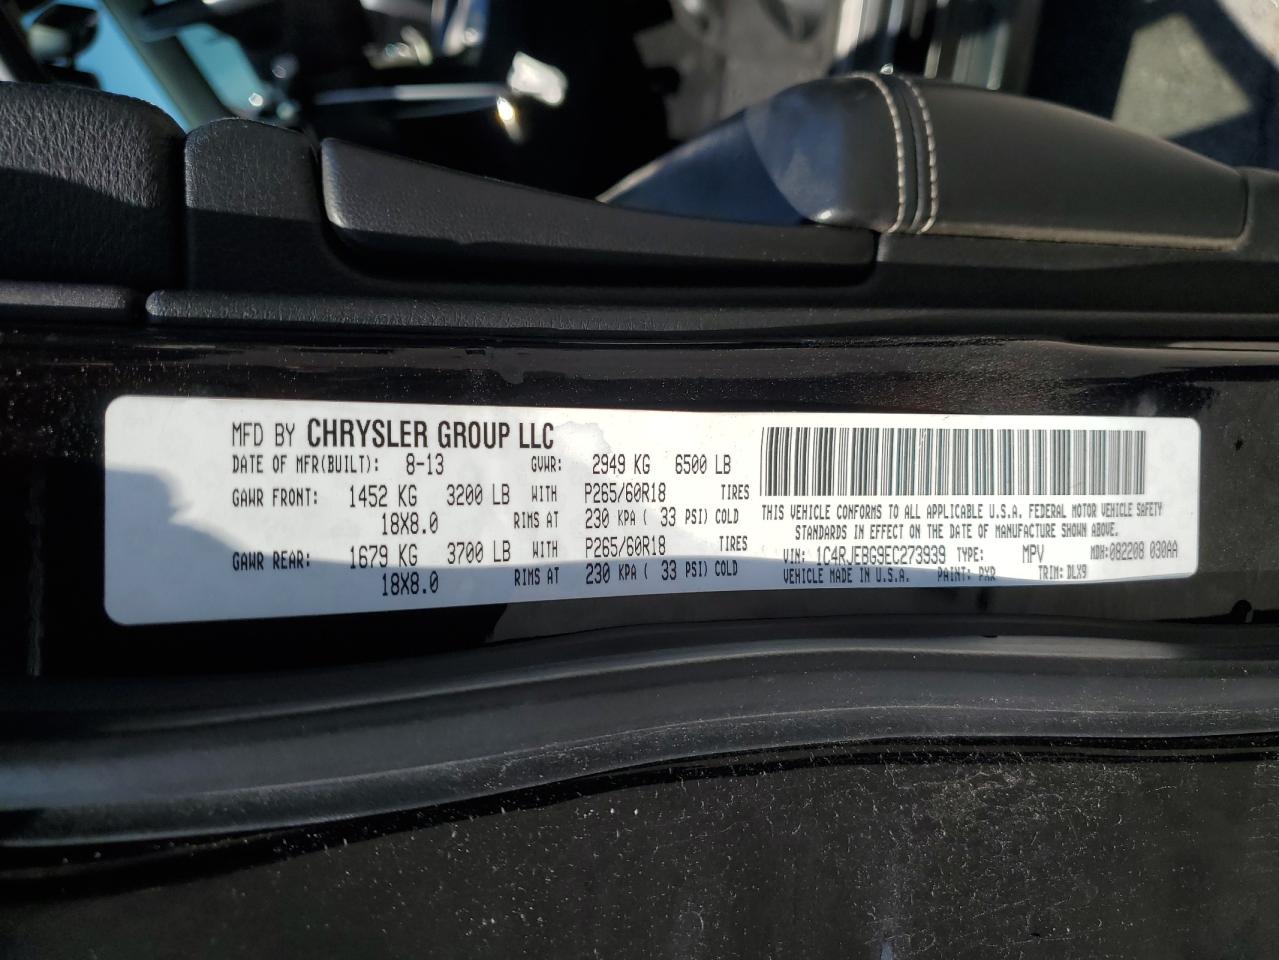 MFD BY CHRYSLER GROUP LLC
DATE OF MFR(BUILT): 8-13 GVWR: 2949 KG 6500 LB
GAWR FRONT: 1452 KG 3200 LB WITH P265/60R18 TIRES
18X8.0 RIMS AT 230 KPA ( 33 PSI) COLD
GAWR REAR: 1679 KG 3700 LB WITH P265/60R18 TIRES
18X8.0 RIMS AT 230 KPA ( 33 PSI) COLD
THIS VEHICLE CONFORMS TO ALL APPLICABLE U.S.A. FEDERAL MOTOR VEHICLE SAFETY
STANDARDS IN EFFECT ON THE DATE OF MANUFACTURE SHOWN ABOVE.
VIN: 1C4RJEBG9EC273939 TYPE: MPV MDH: 082208 030AA
VEHICLE MADE IN U.S.A. PAINT: PXR TRIM: DLX9